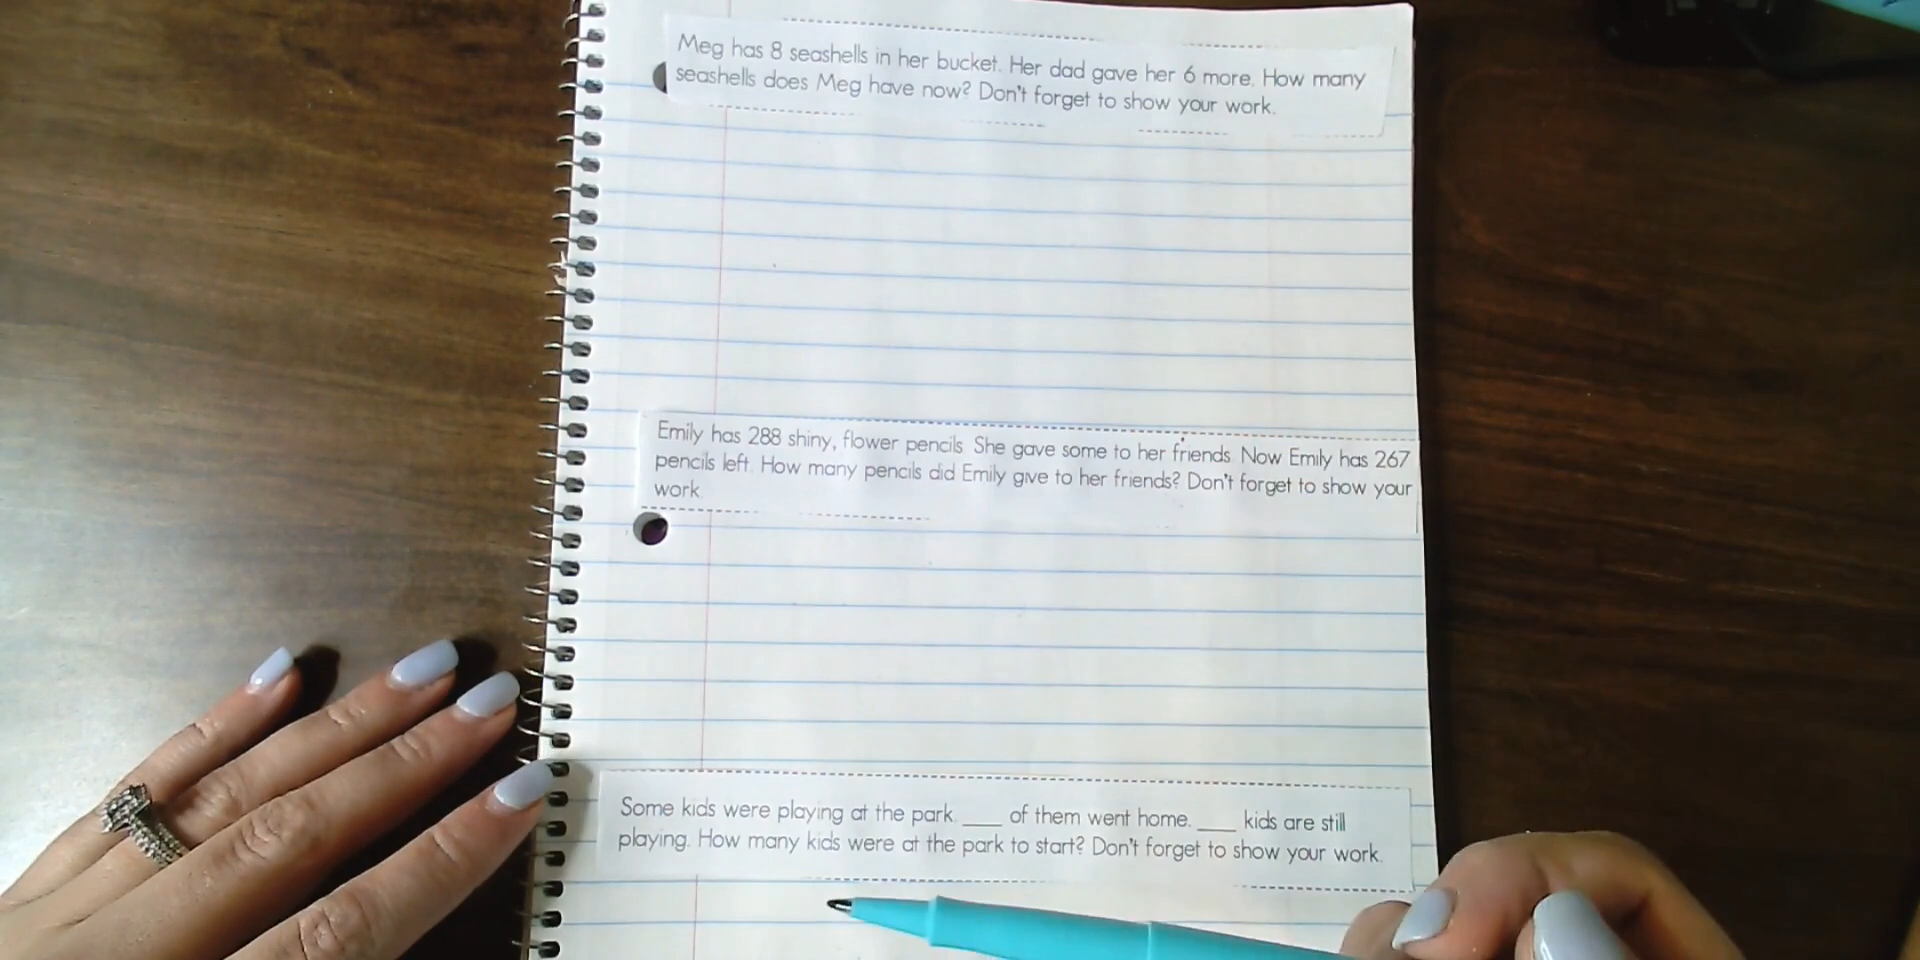 Meg has 8 seashells in her bucket. Her dad gave her 6 more. How many
seashells does Meg have now? Don't forget to show your work.
Emily has 288 shiny, flower pencils. She gave some to her friends. Now Emily has 267
pencils left. How many pencils did Emily give to her friends? Don't forget to show your
work.
Some kids were playing at the park. ___ of them went home. ___ kids are still
playing. How many kids were at the park to start? Don't forget to show your work.